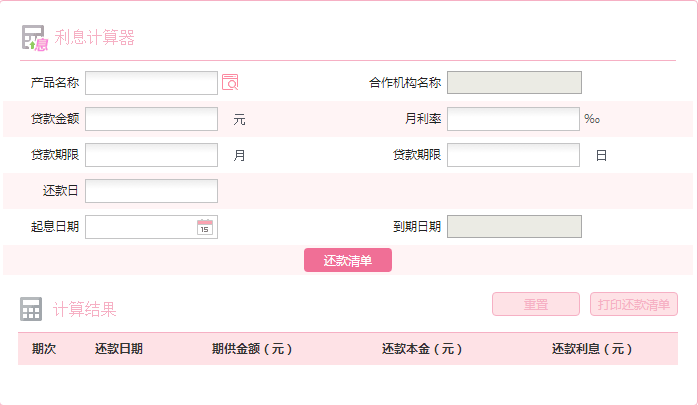 息
利息计算器
产品名称 合作机构名称
贷款金额 元 月利率 ‰
贷款期限 月 贷款期限 日
还款日
起息日期 15 到期日期
还款清单
计算结果 重置 打印还款清单
期次 还款日期 期供金额（元） 还款本金（元） 还款利息（元）